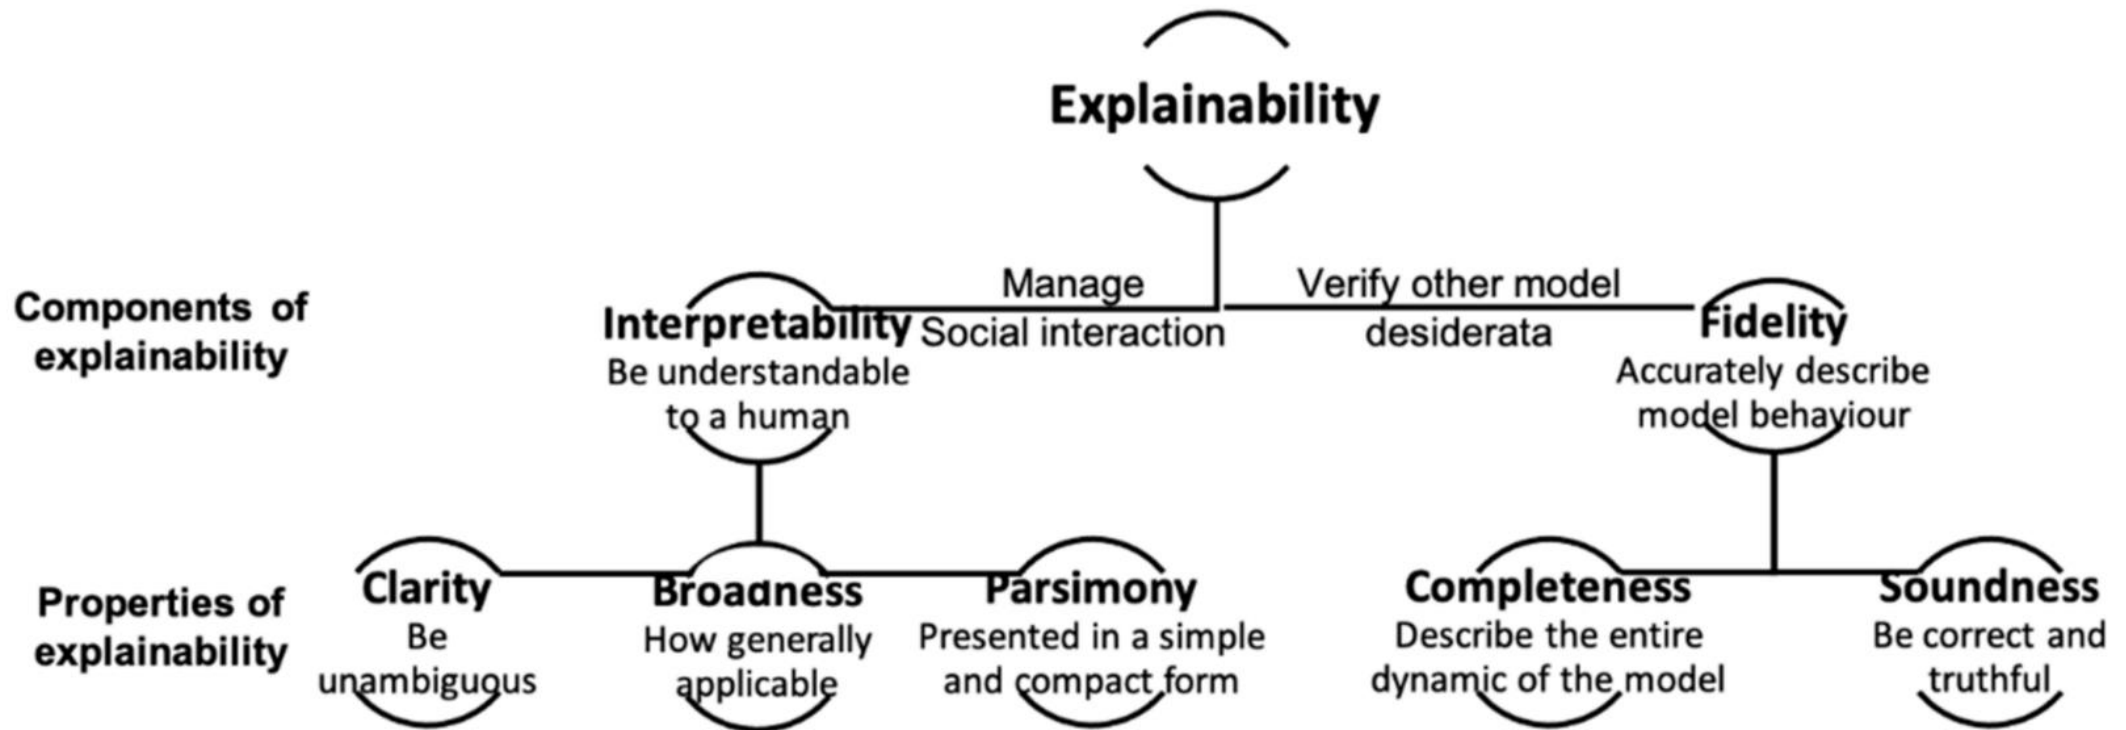 Explainability
Components of
explainability
Interpretability
Be understandable
to a human
Manage
Social interaction
Verify other model
desiderata
Fidelity
Accurately describe
model behaviour
Properties of
explainability
Clarity
Be
unambiguous
Broadness
How generally
applicable
Parsimony
Presented in a simple
and compact form
Completeness
Describe the entire
dynamic of the model
Soundness
Be correct and
truthful